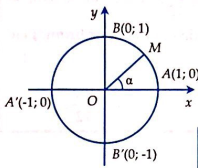 y
B(0; 1)
M
α
A(1; 0)
A′(-1; 0)
O
x
B′(0; -1)